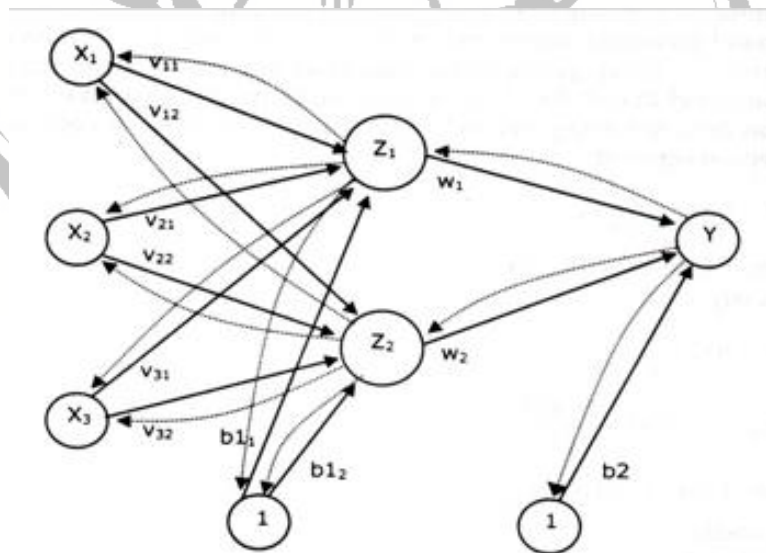 X₁
v₁₁
v₁₂
Z₁
w₁
X₂
v₂₁
v₂₂
Y
Z₂
w₂
v₃₁
X₃
v₃₂
b1₁
b1₂
b2
1
1